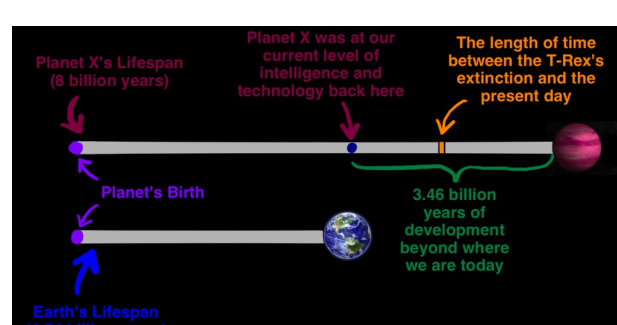 Planet X's Lifespan
(8 billion years)
Planet X was at our
current level of
intelligence and
technology back here
The length of time
between the T-Rex's
extinction and the
present day
Planet's Birth
3.46 billion
years of
development
beyond where
we are today
Earth's Lifespan